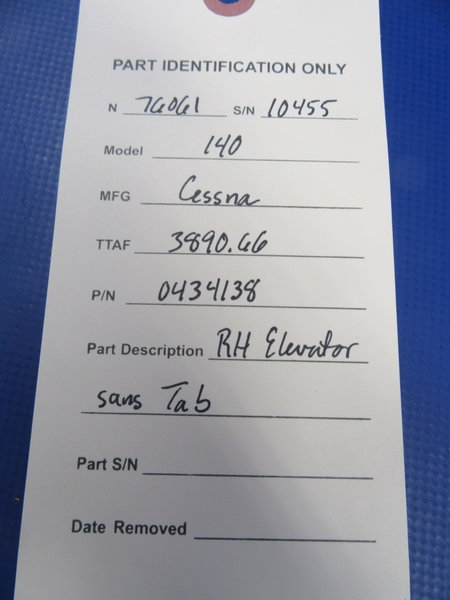 PART IDENTIFICATION ONLY
N 76061 S/N 10455
Model 140
MFG Cessna
TTAF 3890.66
P/N 0434138
Part Description RH Elevator
sans Tab
Part S/N
Date Removed